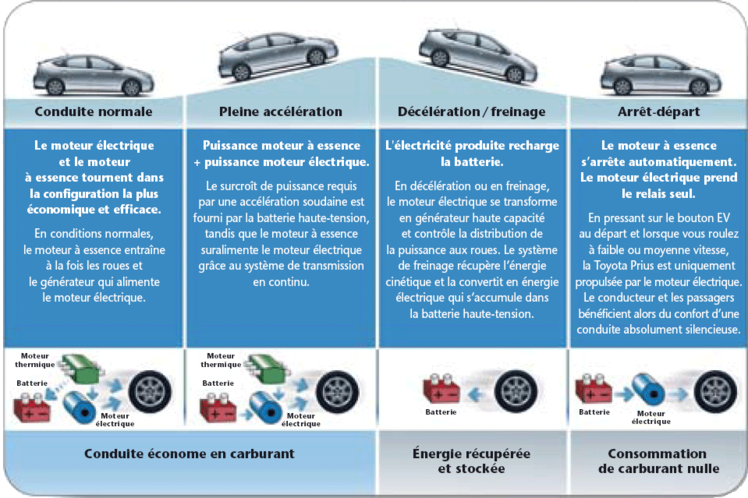 Conduite normale
Le moteur électrique
et le moteur
à essence tournent dans
la configuration la plus
économique et efficace.
En conditions normales,
le moteur à essence entraîne
à la fois les roues et
le générateur qui alimente
le moteur électrique.
Moteur
thermique
Batterie
Moteur
électrique
Pleine accélération
Puissance moteur à essence
+ puissance moteur électrique.
Le surcroît de puissance requis
par une accélération soudaine est
fourni par la batterie haute-tension,
tandis que le moteur à essence
suralimente le moteur électrique
grâce au système de transmission
en continu.
Moteur
thermique
Batterie
Moteur
électrique
Conduite économe en carburant
Décélération / freinage
L'électricité produite recharge
la batterie.
En décélération ou en freinage,
le moteur électrique se transforme
en générateur haute capacité
et contrôle la distribution de
la puissance aux roues. Le système
de freinage récupère l’énergie
cinétique et la convertit en énergie
électrique qui s’accumule dans
la batterie haute-tension.
Batterie
Énergie récupérée
et stockée
Arrêt-départ
Le moteur à essence
s’arrête automatiquement.
Le moteur électrique prend
le relais seul.
En pressant sur le bouton EV
au départ et lorsque vous roulez
à faible ou moyenne vitesse,
la Toyota Prius est uniquement
propulsée par le moteur électrique.
Le conducteur et les passagers
bénéficient alors du confort d’une
conduite absolument silencieuse.
Batterie
Moteur
électrique
Consommation
de carburant nulle